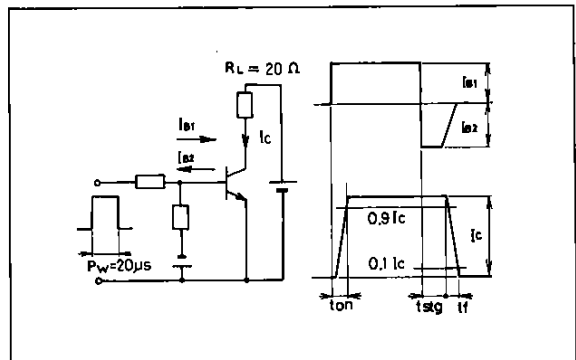 RL = 20 Ω
IB1
IB2
IC
PW=20µs
IB1
IB2
0,9 IC
IC
0,1 IC
ton
tstg
tf